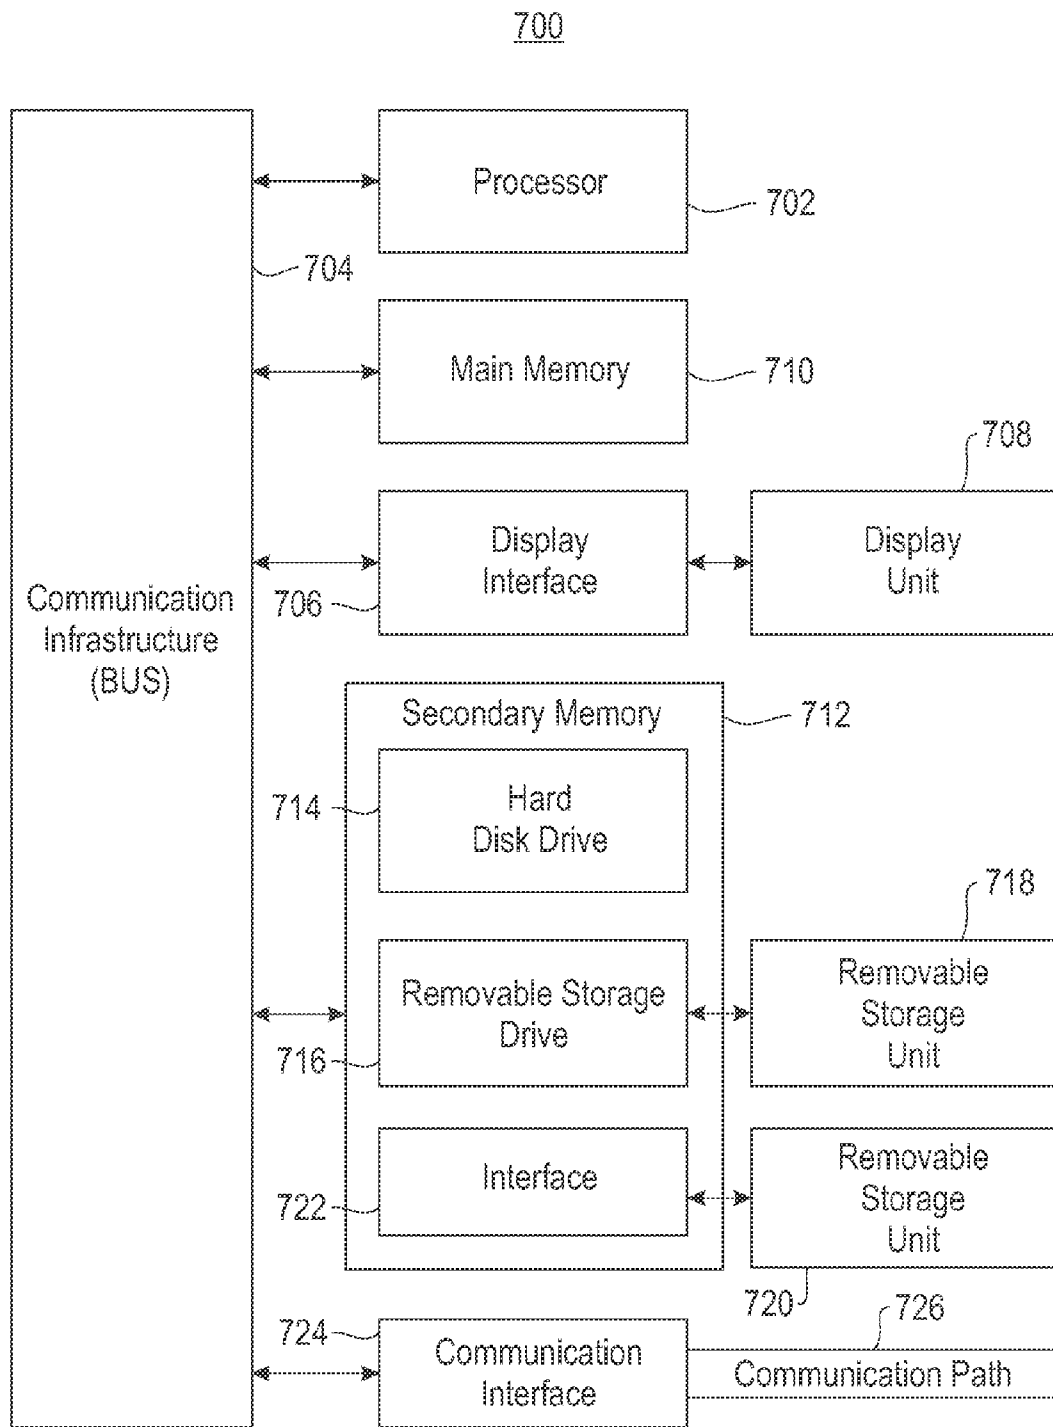 700
Processor
702
704
Main Memory
710
708
Display
Interface
706
Display
Unit
Communication
Infrastructure
(BUS)
Secondary Memory
712
714
Hard
Disk Drive
718
Removable Storage
Drive
716
Removable
Storage
Unit
Interface
722
Removable
Storage
Unit
720
724
Communication
Interface
726
Communication Path